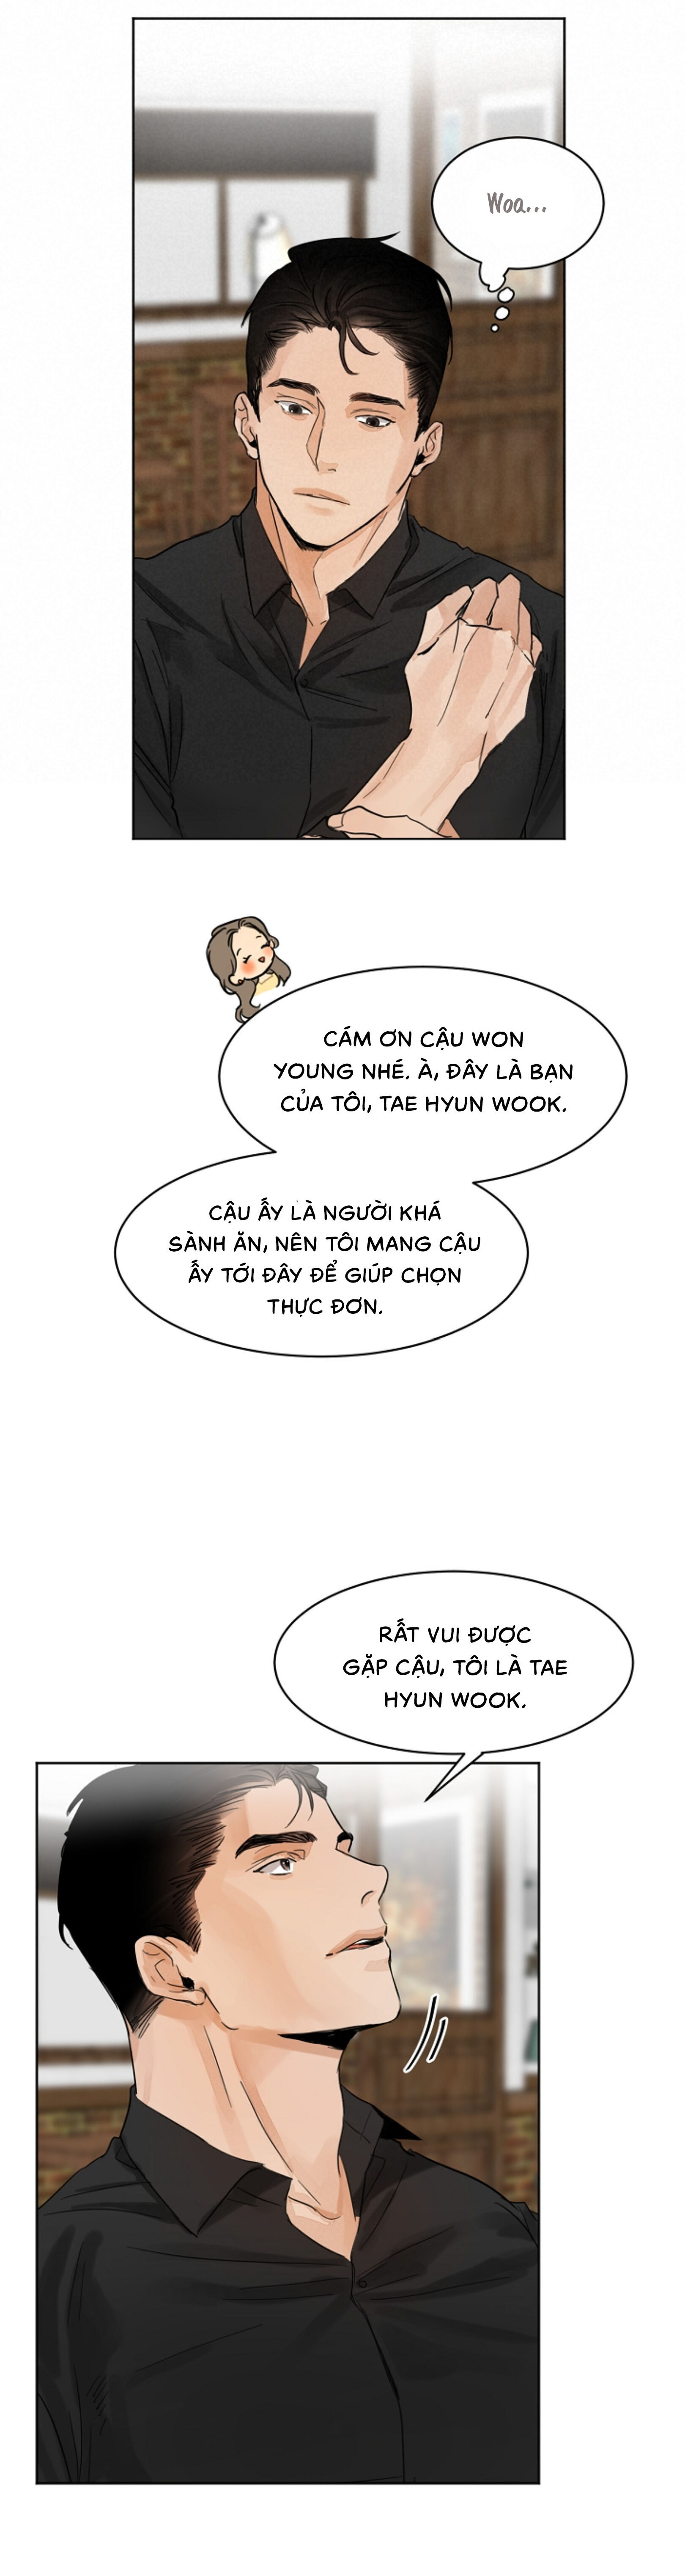 Woa...
CÁM ƠN CẬU WON
YOUNG NHÉ. À, ĐÂY LÀ BẠN
CỦA TÔI, TAE HYUN WOOK.
CẬU ẤY LÀ NGƯỜI KHÁ
SÀNH ĂN, NÊN TÔI MANG CẬU
ẤY TỚI ĐÂY ĐỂ GIÚP CHỌN
THỰC ĐƠN.
RẤT VUI ĐƯỢC
GẶP CẬU, TÔI LÀ TAE
HYUN WOOK.